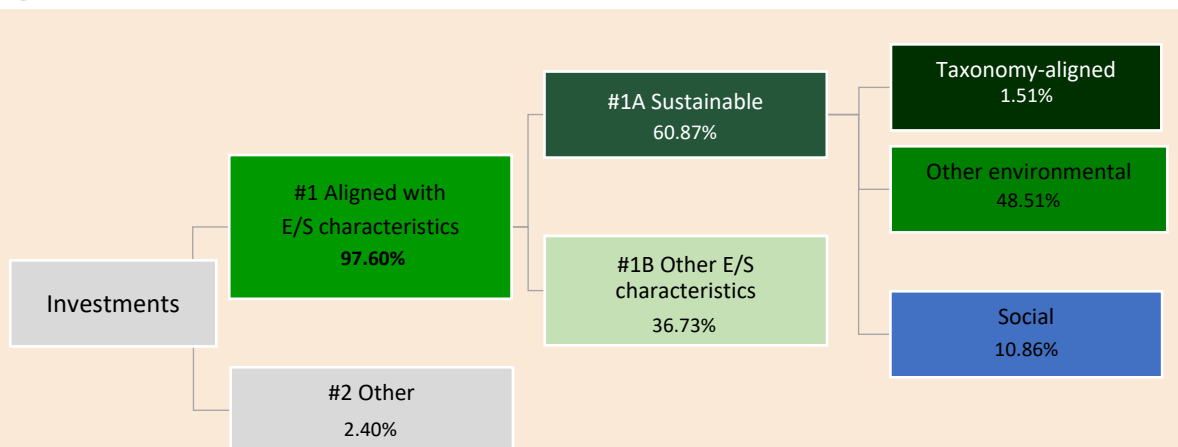 Investments
#1 Aligned with
E/S characteristics
97.60%
#2 Other
2.40%
#1A Sustainable
60.87%
#1B Other E/S
characteristics
36.73%
Taxonomy-aligned
1.51%
Other environmental
48.51%
Social
10.86%